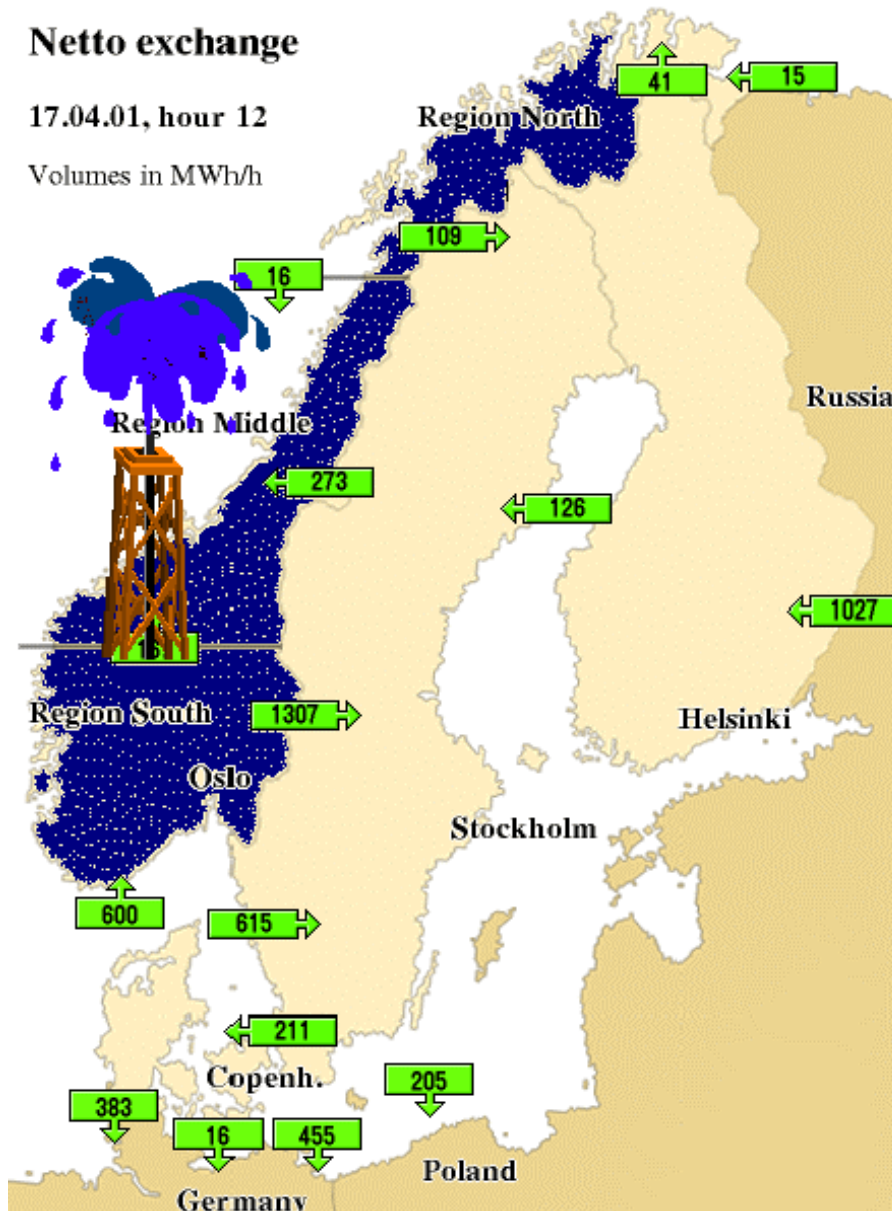 Netto exchange
17.04.01, hour 12
Volumes in MWh/h
41
15
Region North
109
16
Russia
Region Middle
273
126
1027
Region South
1307
Helsinki
Oslo
Stockholm
600
615
211
Copenh.
205
383
16
455
Poland
Germany